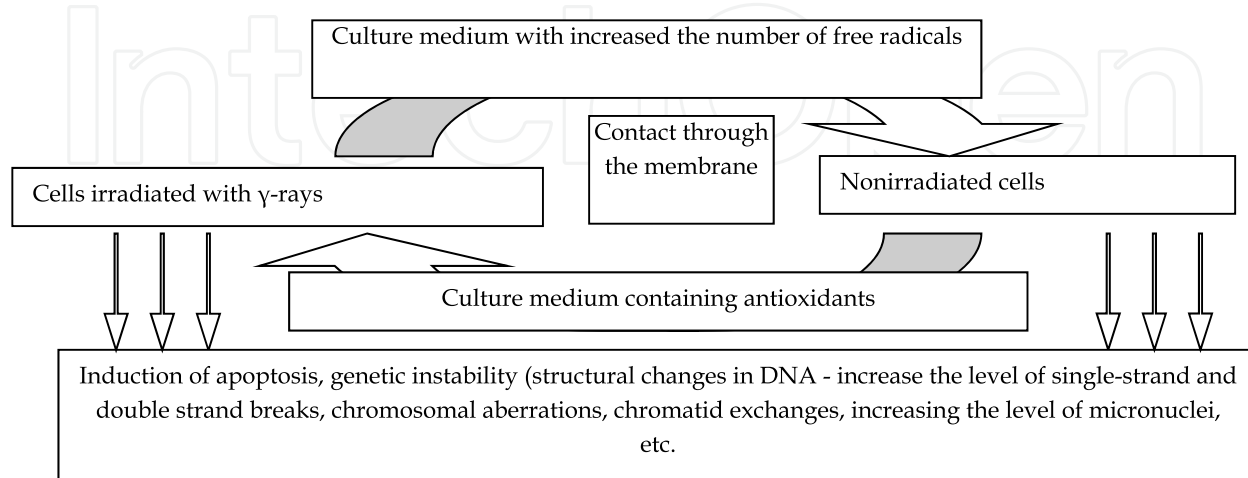 Culture medium with increased the number of free radicals
Contact through
the membrane
Cells irradiated with γ-rays
Nonirradiated cells
Culture medium containing antioxidants
Induction of apoptosis, genetic instability (structural changes in DNA - increase the level of single-strand and
double strand breaks, chromosomal aberrations, chromatid exchanges, increasing the level of micronuclei,
etc.
IntechOpen